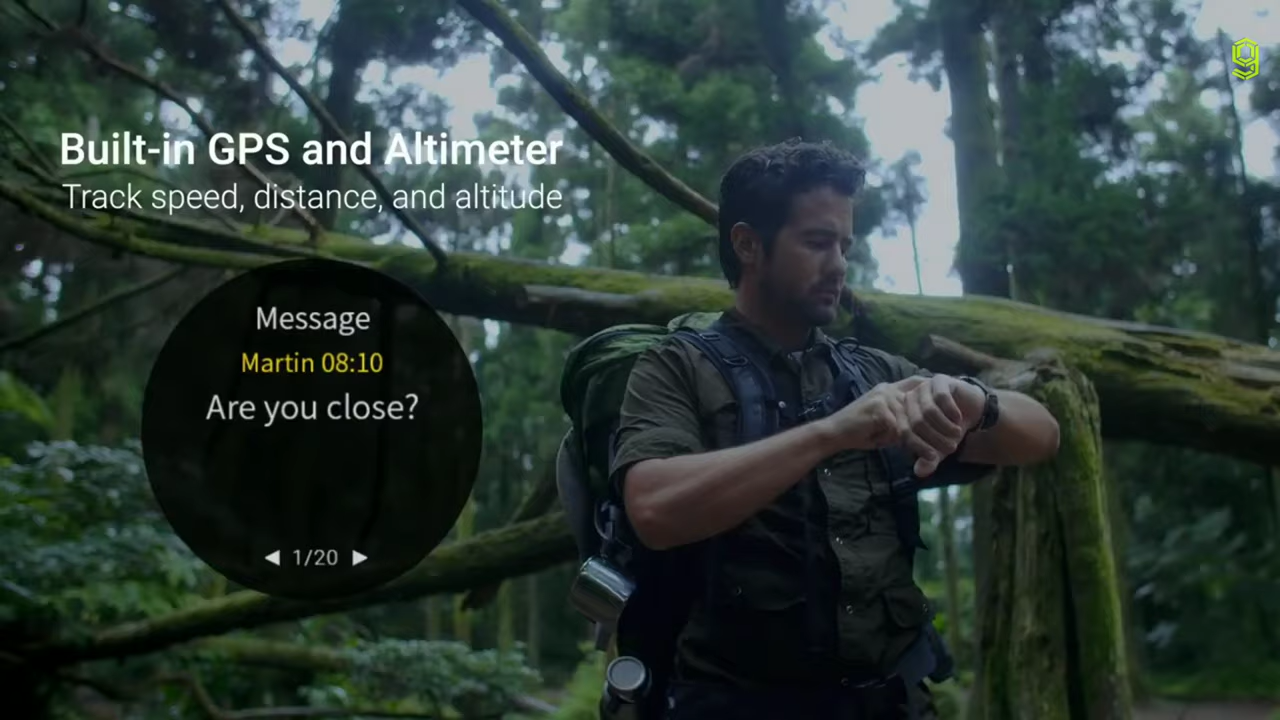 Built-in GPS and Altimeter
Track speed, distance, and altitude
Message
Martin 08:10
Are you close?
◀ 1/20 ▶